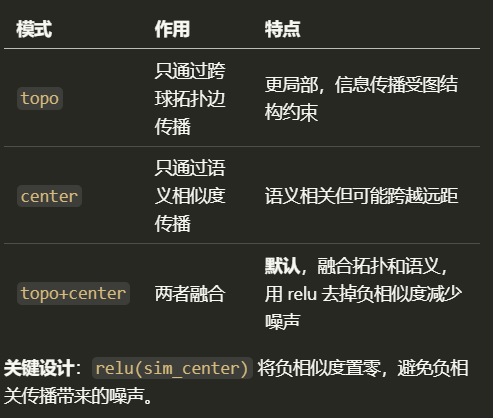 模式 作用 特点
topo 只通过跨球拓扑边传播 更局部，信息传播受图结构约束
center 只通过语义相似度传播 语义相关但可能跨越远距
topo+center 两者融合 默认，融合拓扑和语义，用 relu 去掉负相似度减少噪声
关键设计：relu(sim_center) 将负相似度置零，避免负相
关传播带来的噪声。